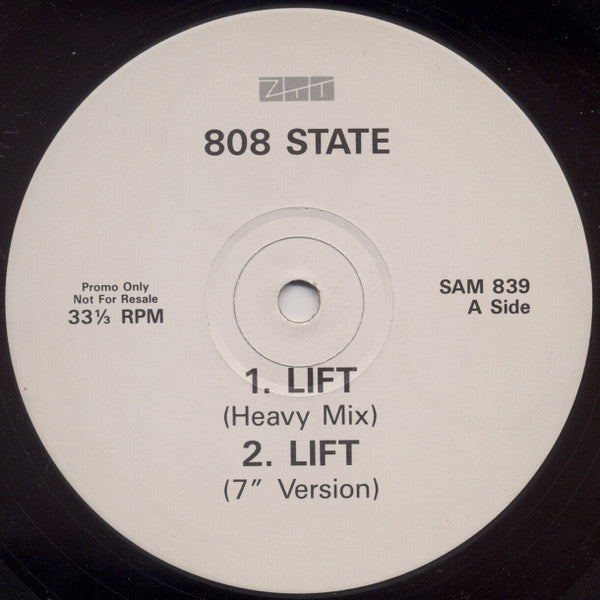 ZTT
808 STATE
Promo Only
Not For Resale
33⅓ RPM
SAM 839
A Side
1. LIFT
(Heavy Mix)
2. LIFT
(7" Version)